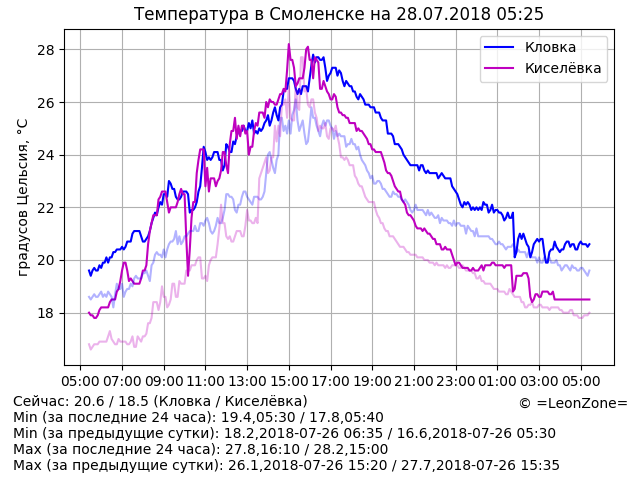 Температура в Смоленске на 28.07.2018 05:25
Кловка
Киселёвка
градусов Цельсия, °C
28
26
24
22
20
18
05:00 07:00 09:00 11:00 13:00 15:00 17:00 19:00 21:00 23:00 01:00 03:00 05:00
Сейчас: 20.6 / 18.5 (Кловка / Киселёвка)
© =LeonZone=
Min (за последние 24 часа): 19.4,05:30 / 17.8,05:40
Min (за предыдущие сутки): 18.2,2018-07-26 06:35 / 16.6,2018-07-26 05:30
Max (за последние 24 часа): 27.8,16:10 / 28.2,15:00
Max (за предыдущие сутки): 26.1,2018-07-26 15:20 / 27.7,2018-07-26 15:35